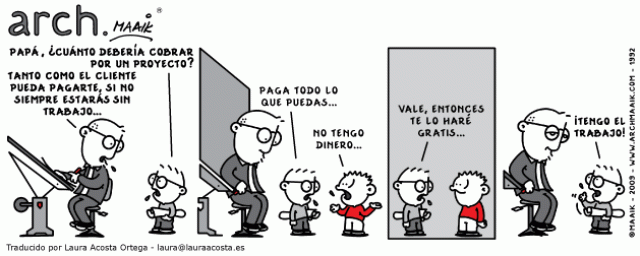 arch.
MAAIK
®
PAPÁ, ¿CUÁNTO DEBERÍA COBRAR
POR UN PROYECTO?
TANTO COMO EL CLIENTE
PUEDA PAGARTE, SI NO
SIEMPRE ESTARÁS SIN
TRABAJO...
PAGA TODO LO
QUE PUEDAS...
NO TENGO
DINERO...
VALE, ENTONCES
TE LO HARÉ
GRATIS...
¡TENGO EL
TRABAJO!
©MAAIK - 2009 - WWW.ARCHMAAIK.COM - 1992
Traducido por Laura Acosta Ortega - laura@lauraacosta.es